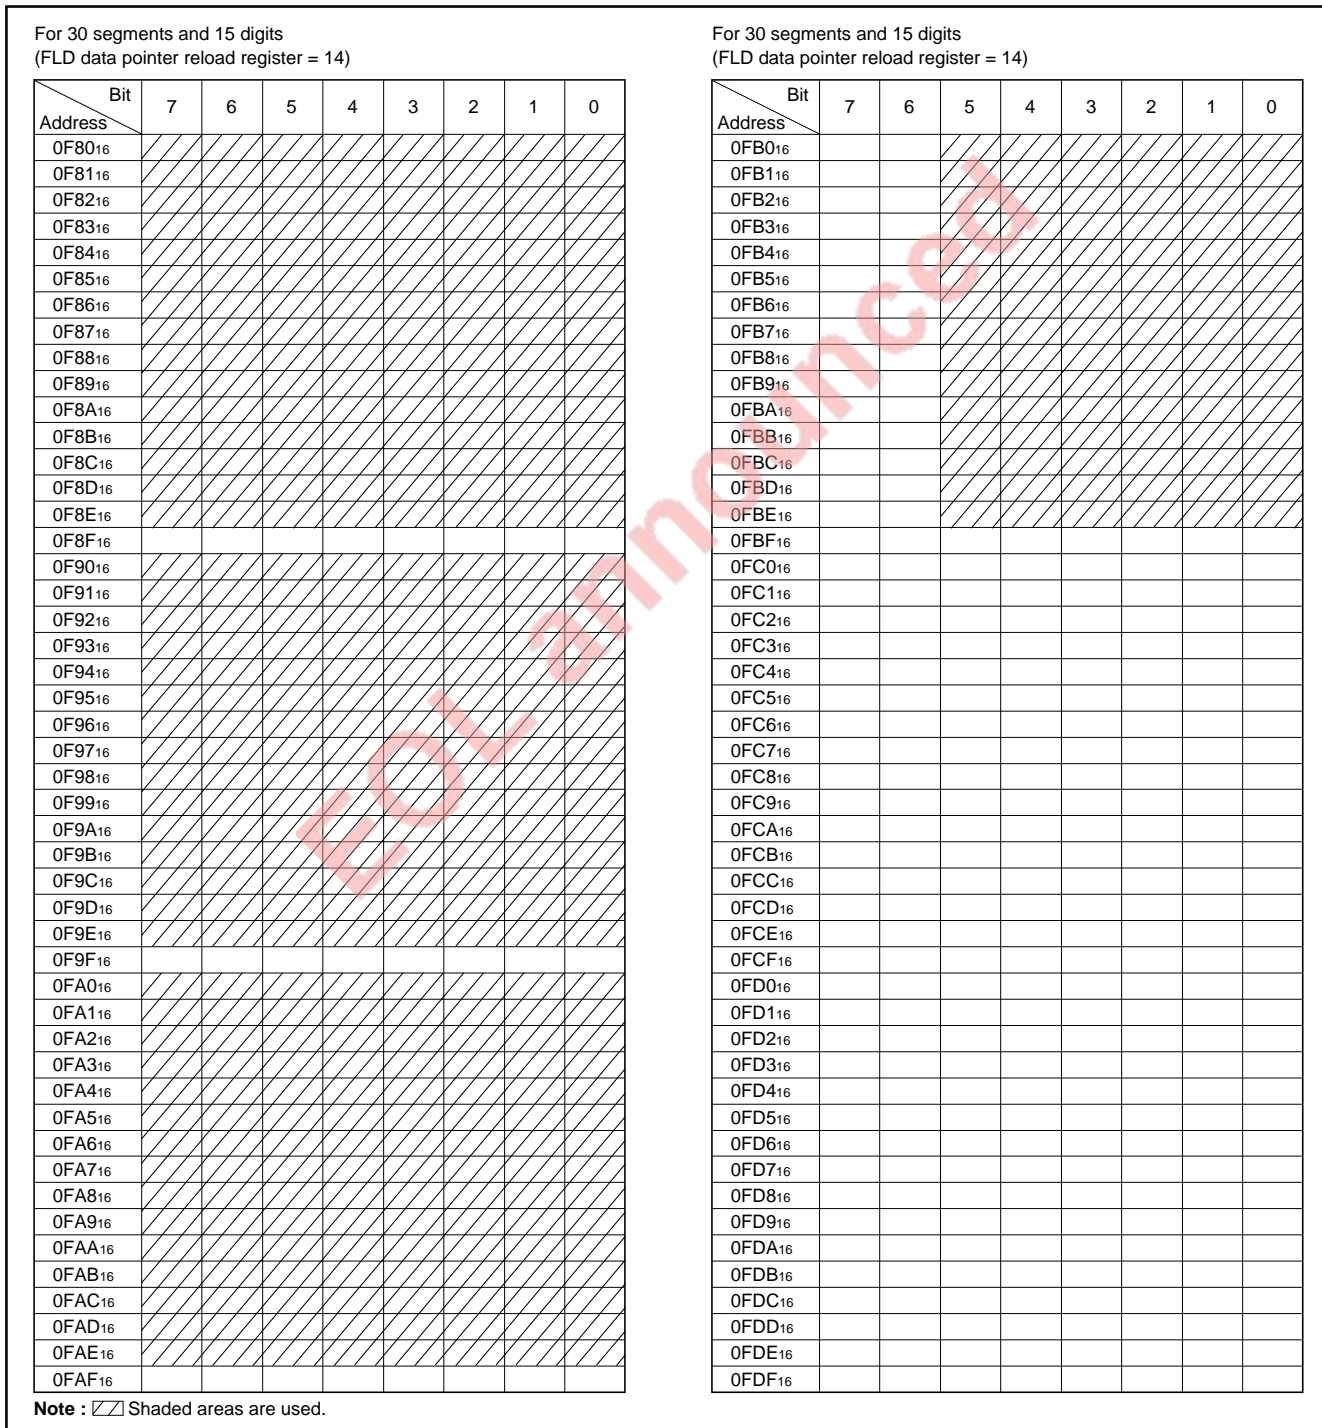 For 30 segments and 15 digits
(FLD data pointer reload register = 14)
Bit
Address
7 6 5 4 3 2 1 0
0F8016
0F8116
0F8216
0F8316
0F8416
0F8516
0F8616
0F8716
0F8816
0F8916
0F8A16
0F8B16
0F8C16
0F8D16
0F8E16
0F8F16
0F9016
0F9116
0F9216
0F9316
0F9416
0F9516
0F9616
0F9716
0F9816
0F9916
0F9A16
0F9B16
0F9C16
0F9D16
0F9E16
0F9F16
0FA016
0FA116
0FA216
0FA316
0FA416
0FA516
0FA616
0FA716
0FA816
0FA916
0FAA16
0FAB16
0FAC16
0FAD16
0FAE16
0FAF16
Note : Shaded areas are used.
For 30 segments and 15 digits
(FLD data pointer reload register = 14)
Bit
Address
7 6 5 4 3 2 1 0
0FB016
0FB116
0FB216
0FB316
0FB416
0FB516
0FB616
0FB716
0FB816
0FB916
0FBA16
0FBB16
0FBC16
0FBD16
0FBE16
0FBF16
0FC016
0FC116
0FC216
0FC316
0FC416
0FC516
0FC616
0FC716
0FC816
0FC916
0FCA16
0FCB16
0FCC16
0FCD16
0FCE16
0FCF16
0FD016
0FD116
0FD216
0FD316
0FD416
0FD516
0FD616
0FD716
0FD816
0FD916
0FDA16
0FDB16
0FDC16
0FDD16
0FDE16
0FDF16
EOL announced